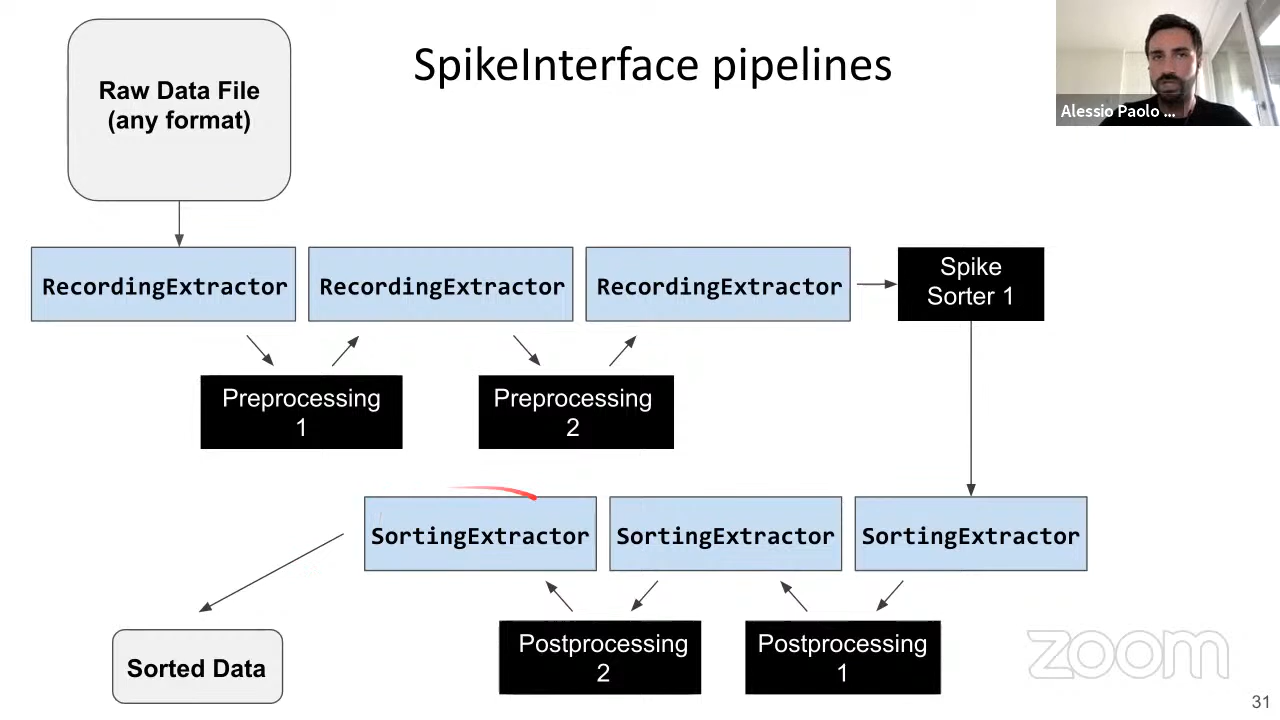 Raw Data File
(any format)
SpikeInterface pipelines
Alessio Paolo ...
RecordingExtractor
RecordingExtractor
RecordingExtractor
Spike
Sorter 1
Preprocessing
1
Preprocessing
2
SortingExtractor
SortingExtractor
SortingExtractor
Sorted Data
Postprocessing
2
Postprocessing
1
zoom
31